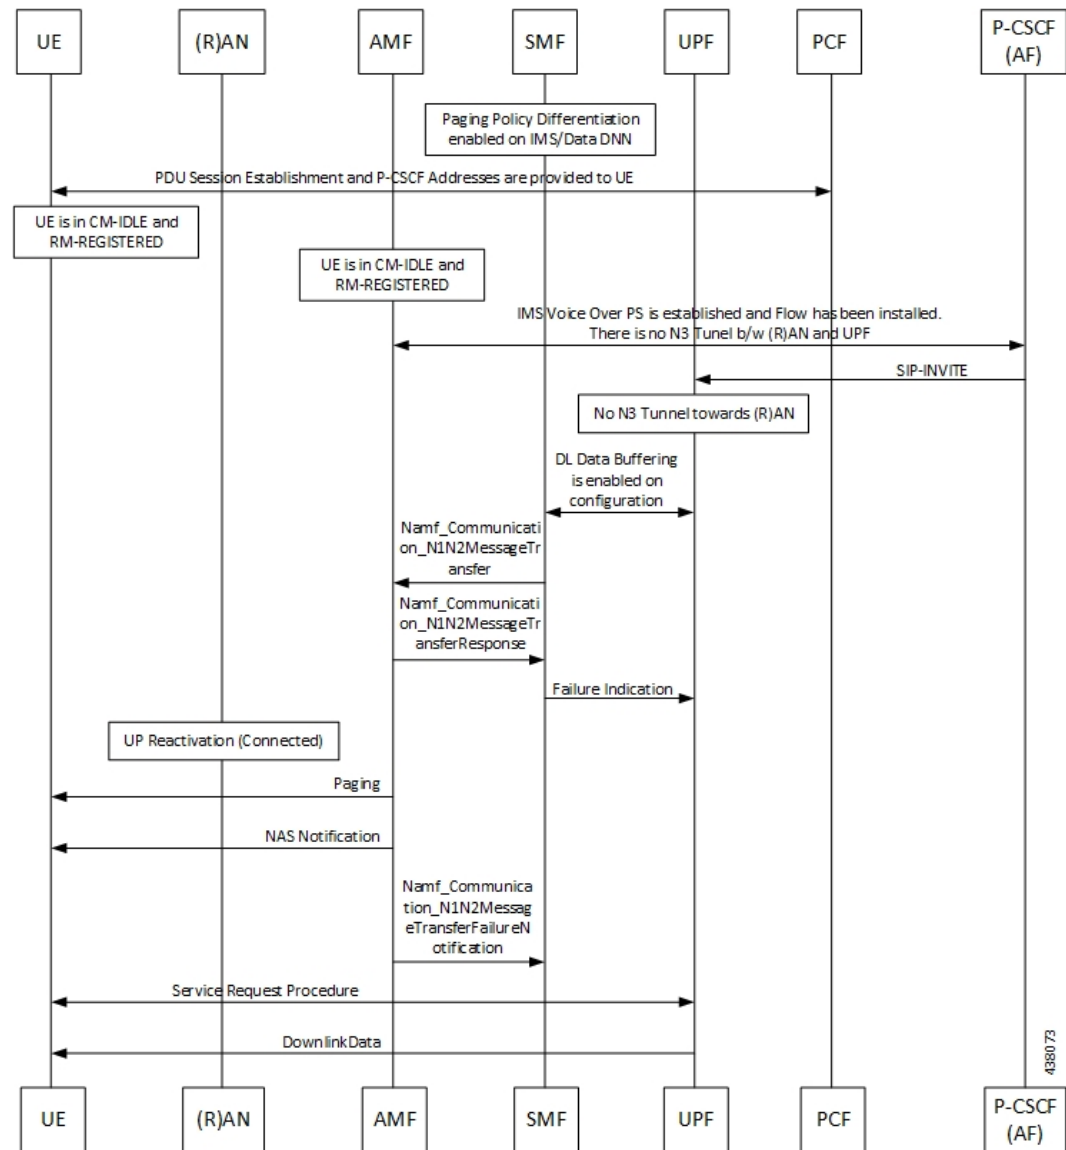 UE
(R)AN
AMF
SMF
UPF
PCF
P-CSCF
(AF)
Paging Policy Differentiation
enabled on IMS/Data DNN
PDU Session Establishment and P-CSCF Addresses are provided to UE
UE is in CM-IDLE and
RM-REGISTERED
UE is in CM-IDLE and
RM-REGISTERED
IMS Voice Over PS is established and Flow has been installed.
There is no N3 Tunel b/w (R)AN and UPF
SIP-INVITE
No N3 Tunnel towards (R)AN
DL Data Buffering
is enabled on
configuration
Namf_Communicati
on_N1N2MessageTr
ansfer
Namf_Communicati
on_N1N2MessageTr
ansferResponse
Failure Indication
UP Reactivation (Connected)
Paging
NAS Notification
Namf_Communica
tion_N1N2Messag
eTransferFailureN
otification
Service Request Procedure
Downlink Data
438073
UE
(R)AN
AMF
SMF
UPF
PCF
P-CSCF
(AF)